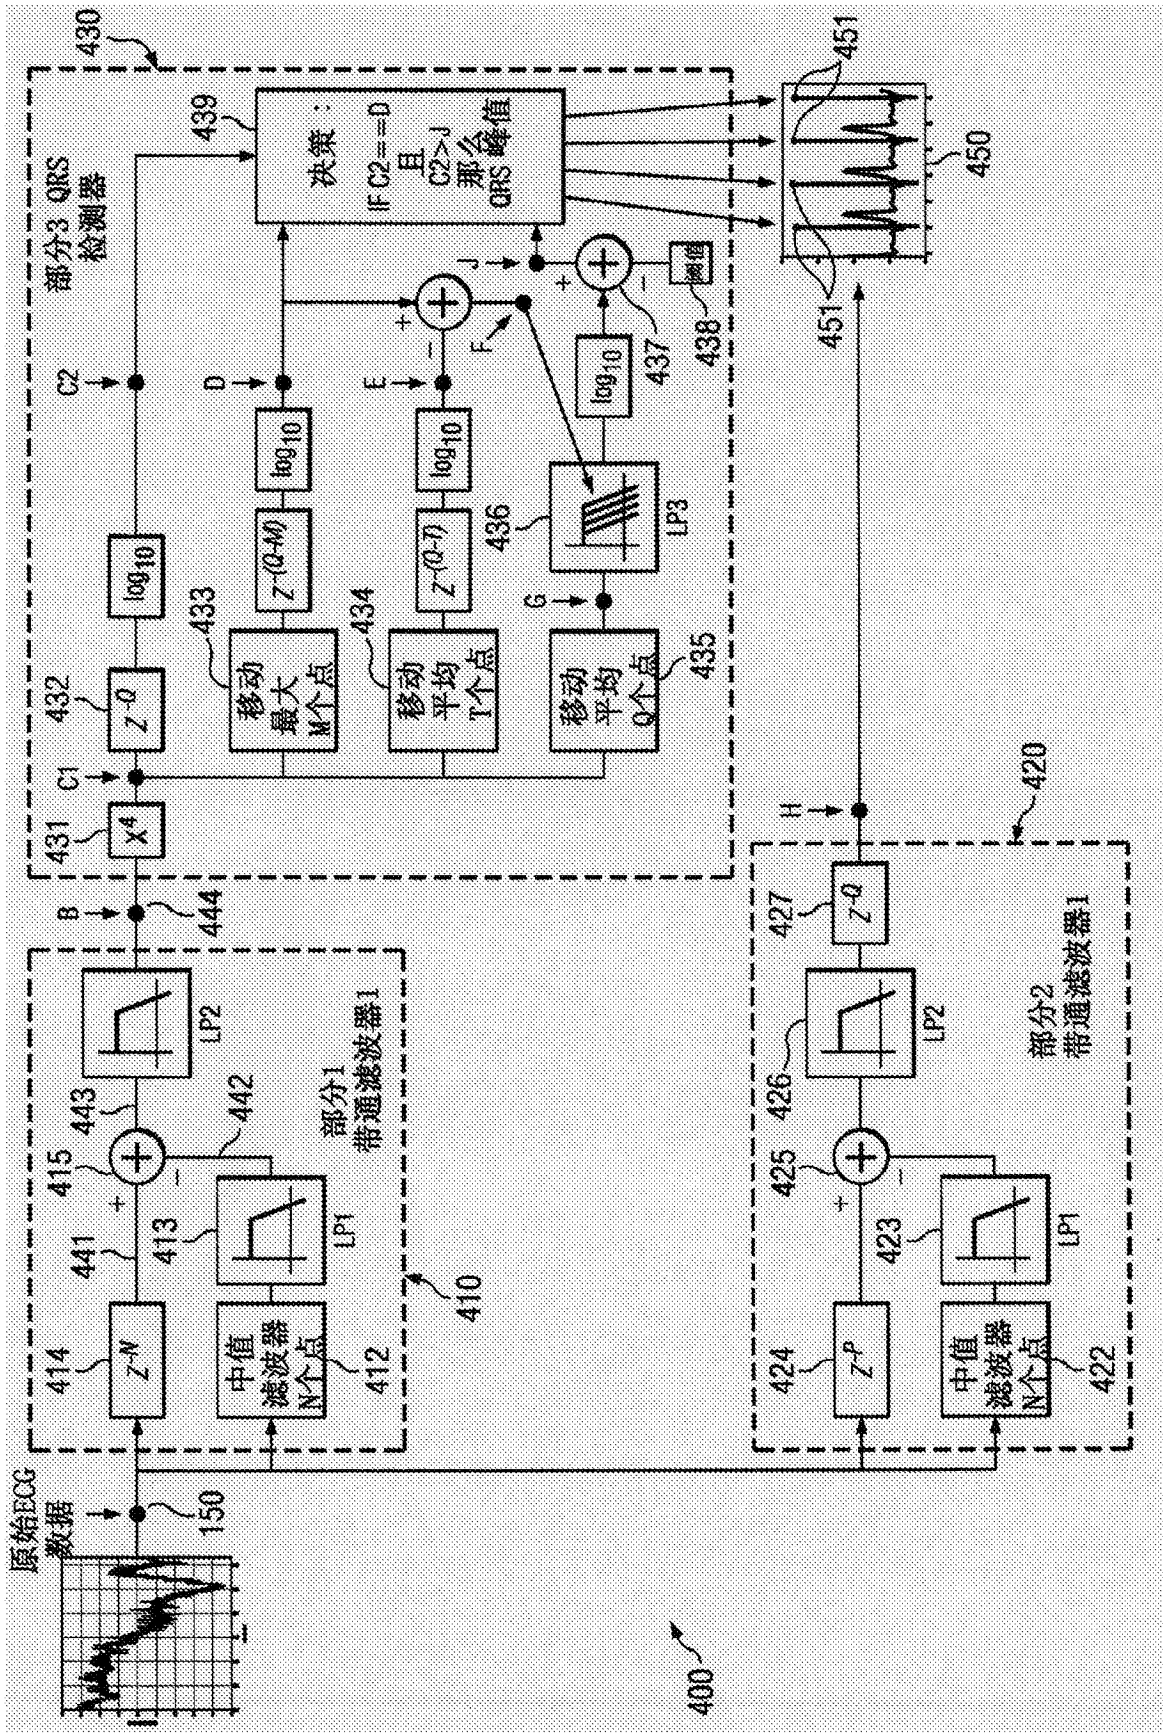 原始ECG
数据
150
414
Z-N
441
+
415
443
−
442
中值
滤波器
N个点
412
413
LP1
LP2
部分1
带通滤波器1
410
B
444
430
部分3 QRS
检测器
431
X4
C1
432
Z-Q
log10
C2
移动
最大
M个点
433
Z-(Q-M)
log10
D
移动
平均
T个点
434
Z-(Q-T)
log10
E
+
−
F
移动
平均
Q个点
435
G
436
LP3
log10
+
−
437
阈值
438
J
439
决策：
IF C2==D
且
C2>J
那么
QRS 峰值
424
Z-P
+
425
−
中值
滤波器
N个点
422
423
LP1
426
LP2
427
Z-Q
部分2
带通滤波器1
420
H
451
451
450
400